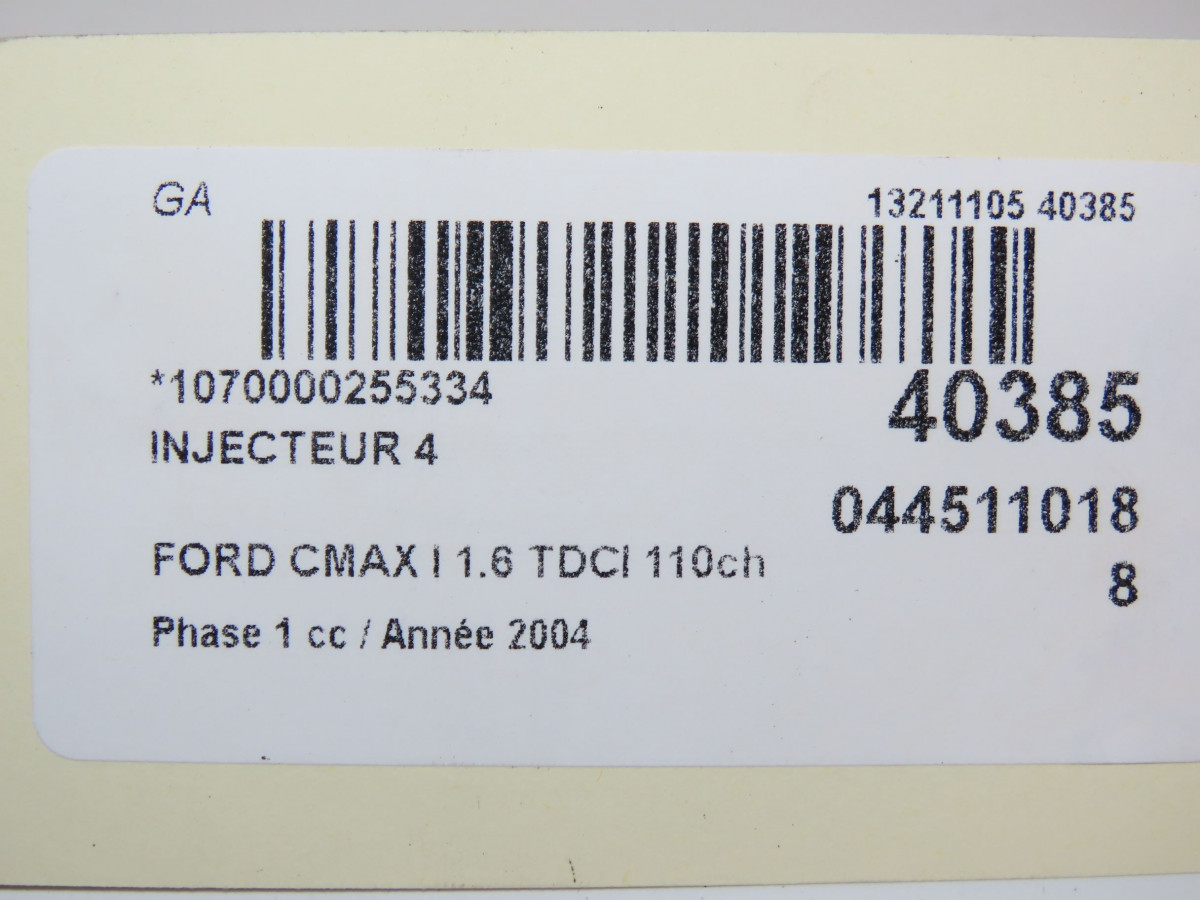 GA
13211105 40385
*1070000255334
40385
INJECTEUR 4
044511018
8
FORD CMAX I 1.6 TDCI 110ch
Phase 1 cc / Année 2004